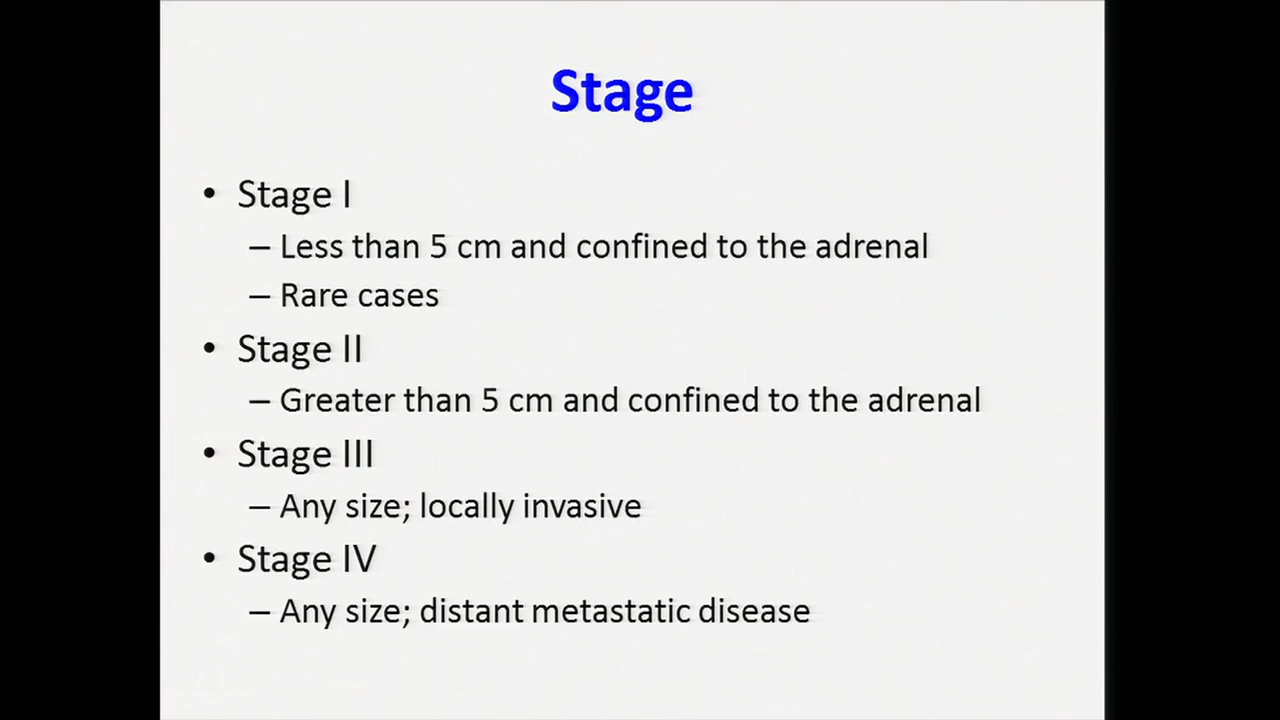 Stage
• Stage I
– Less than 5 cm and confined to the adrenal
– Rare cases
• Stage II
– Greater than 5 cm and confined to the adrenal
• Stage III
– Any size; locally invasive
• Stage IV
– Any size; distant metastatic disease